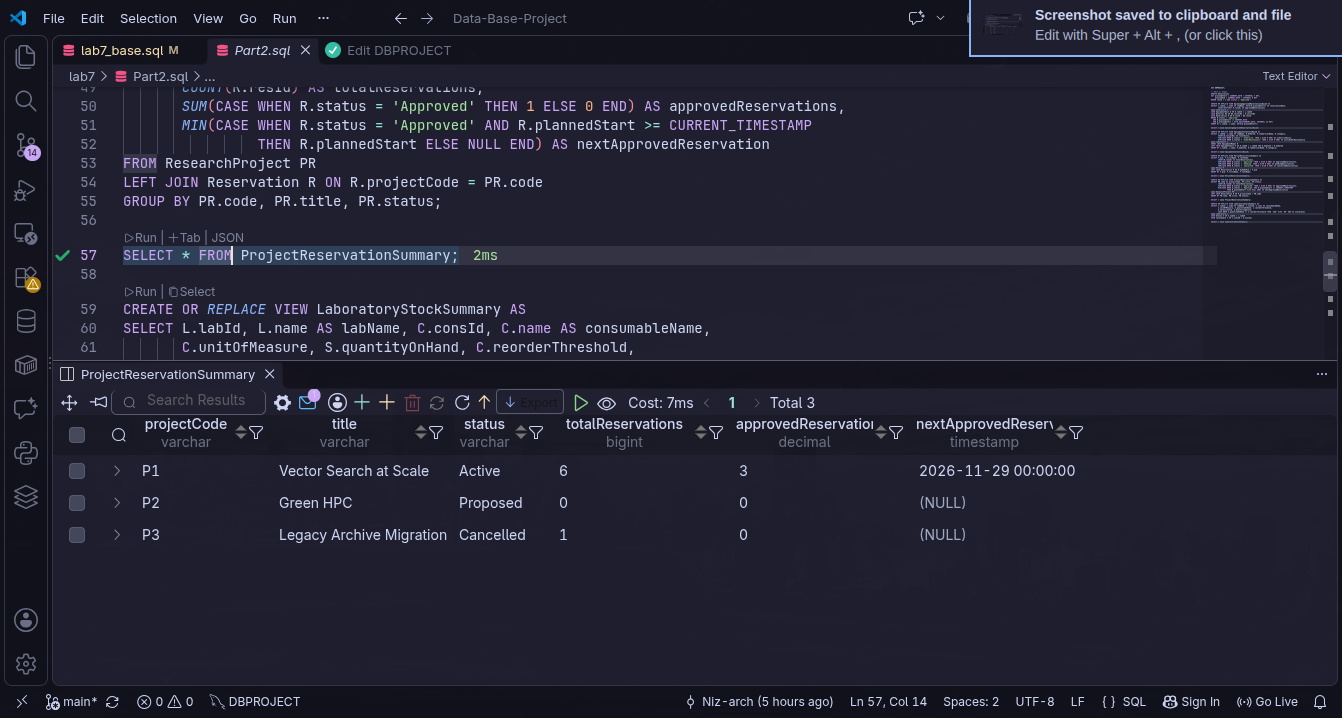 File Edit Selection View Go Run ··· Data-Base-Project
Screenshot saved to clipboard and file
Edit with Super + Alt + , (or click this)
lab7_base.sql M Part2.sql Edit DBPROJECT
lab7 > Part2.sql > ... Text Editor
49 COUNT(R.resId) AS totalReservations,
50 SUM(CASE WHEN R.status = 'Approved' THEN 1 ELSE 0 END) AS approvedReservations,
51 MIN(CASE WHEN R.status = 'Approved' AND R.plannedStart >= CURRENT_TIMESTAMP
52 THEN R.plannedStart ELSE NULL END) AS nextApprovedReservation
53 FROM ResearchProject PR
54 LEFT JOIN Reservation R ON R.projectCode = PR.code
55 GROUP BY PR.code, PR.title, PR.status;
56
Run | +Tab | JSON
57 SELECT * FROM ProjectReservationSummary; 2ms
58
Run | Select
59 CREATE OR REPLACE VIEW LaboratoryStockSummary AS
60 SELECT L.labId, L.name AS labName, C.consId, C.name AS consumableName,
61 C.unitOfMeasure, S.quantityOnHand, C.reorderThreshold,
14
ProjectReservationSummary
Search Results 1 Export Cost: 7ms < 1 > Total 3
projectCode title status totalReservations approvedReservatio nextApprovedReserv
varchar varchar varchar bigint decimal timestamp
P1 Vector Search at Scale Active 6 3 2026-11-29 00:00:00
P2 Green HPC Proposed 0 0 (NULL)
P3 Legacy Archive Migration Cancelled 1 0 (NULL)
main* 0 0 DBPROJECT Niz-arch (5 hours ago) Ln 57, Col 14 Spaces: 2 UTF-8 LF { } SQL Sign In Go Live